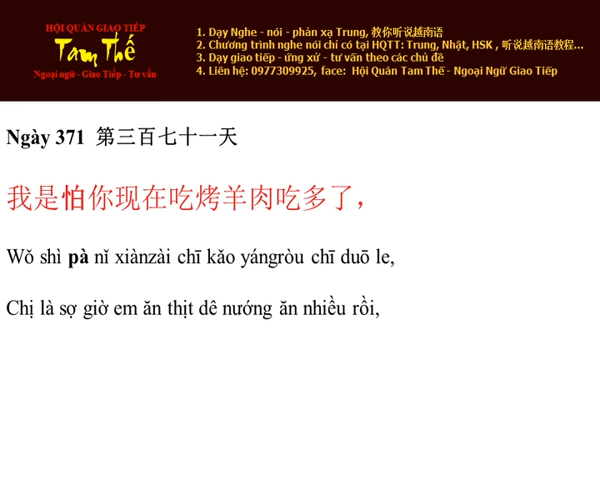 HỘI QUÁN GIAO TIẾP
Tam Thế
Ngoại ngữ - Giao Tiếp - Tư vấn
1. Dạy Nghe - nói - phản xạ Trung, 教你听说越南语
2. Chương trình nghe nói chỉ có tại HQTT: Trung, Nhật, HSK , 听说越南语教程...
3. Dạy giao tiếp - ứng xử - tư vấn theo các chủ đề
4. Liên hệ: 0977309925, face: Hội Quán Tam Thế - Ngoại Ngữ Giao Tiếp
Ngày 371 第三百七十一天
我是怕你现在吃烤羊肉吃多了，
Wǒ shì pà nǐ xiànzài chī kǎo yángròu chī duō le,
Chị là sợ giờ em ăn thịt dê nướng ăn nhiều rồi,